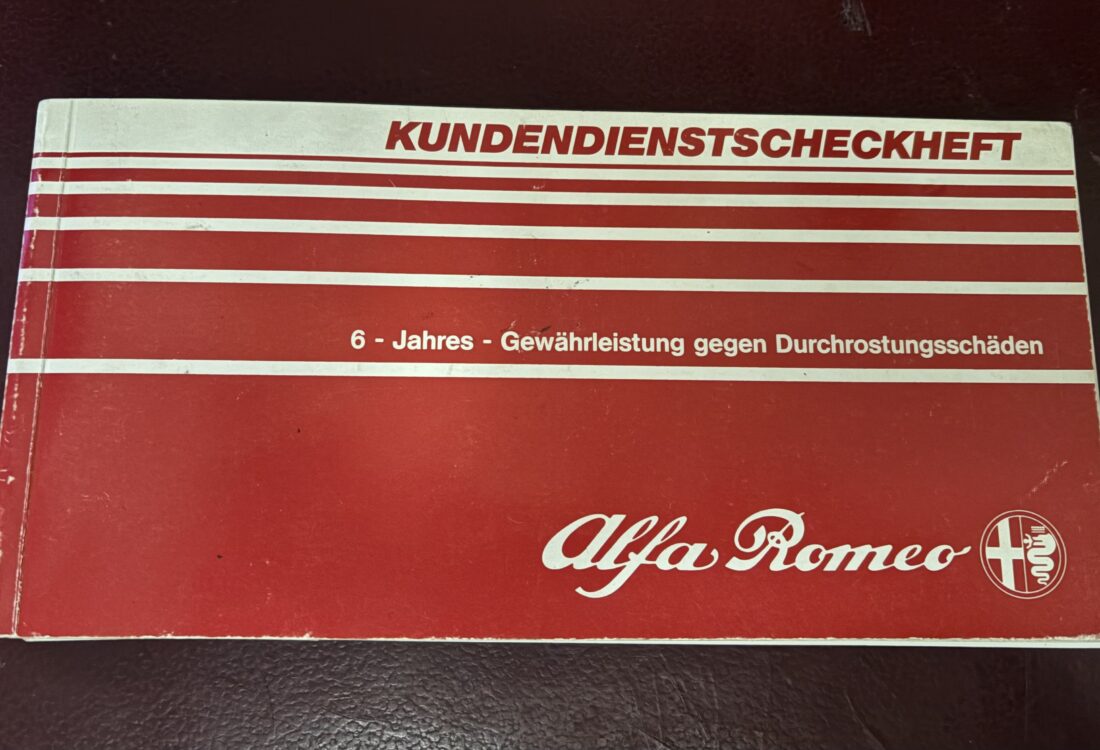 KUNDENDIENSTSCHECKHEFT
6 - Jahres - Gewährleistung gegen Durchrostungsschäden
Alfa Romeo